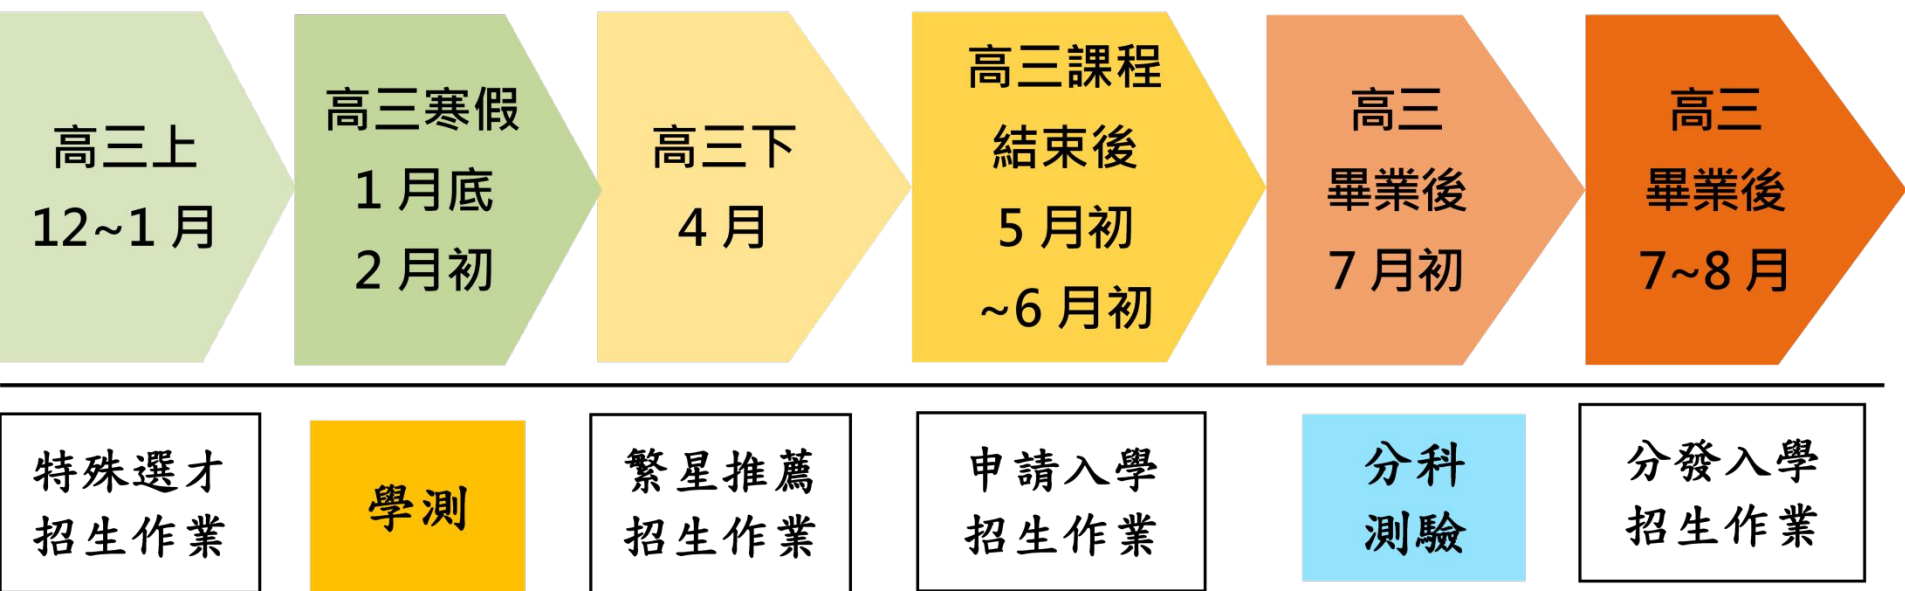 高三上
12~1 月
高三寒假
1 月底
2 月初
高三下
4 月
高三課程
結束後
5 月初
~6 月初
高三
畢業後
7 月初
高三
畢業後
7~8 月
特殊選才
招生作業
學測
繁星推薦
招生作業
申請入學
招生作業
分科
測驗
分發入學
招生作業